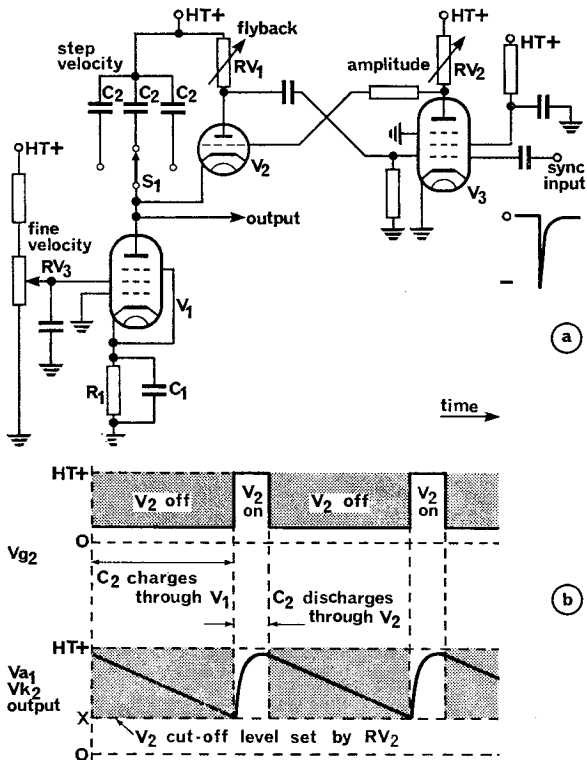 HT+
flyback
step
velocity
RV1
C2 C2 C2
HT+
HT+
amplitude
RV2
HT+
S1
V2
V3
sync
input
output
fine
velocity
RV3
V1
R1
C1
O
–
a
time
HT+
V2 off
V2
on
V2 off
V2
on
O
Vg2
C2 charges
through V1
C2 discharges
through V2
b
HT+
Va1
Vk2
output
X
V2 cut-off level set by RV2
O